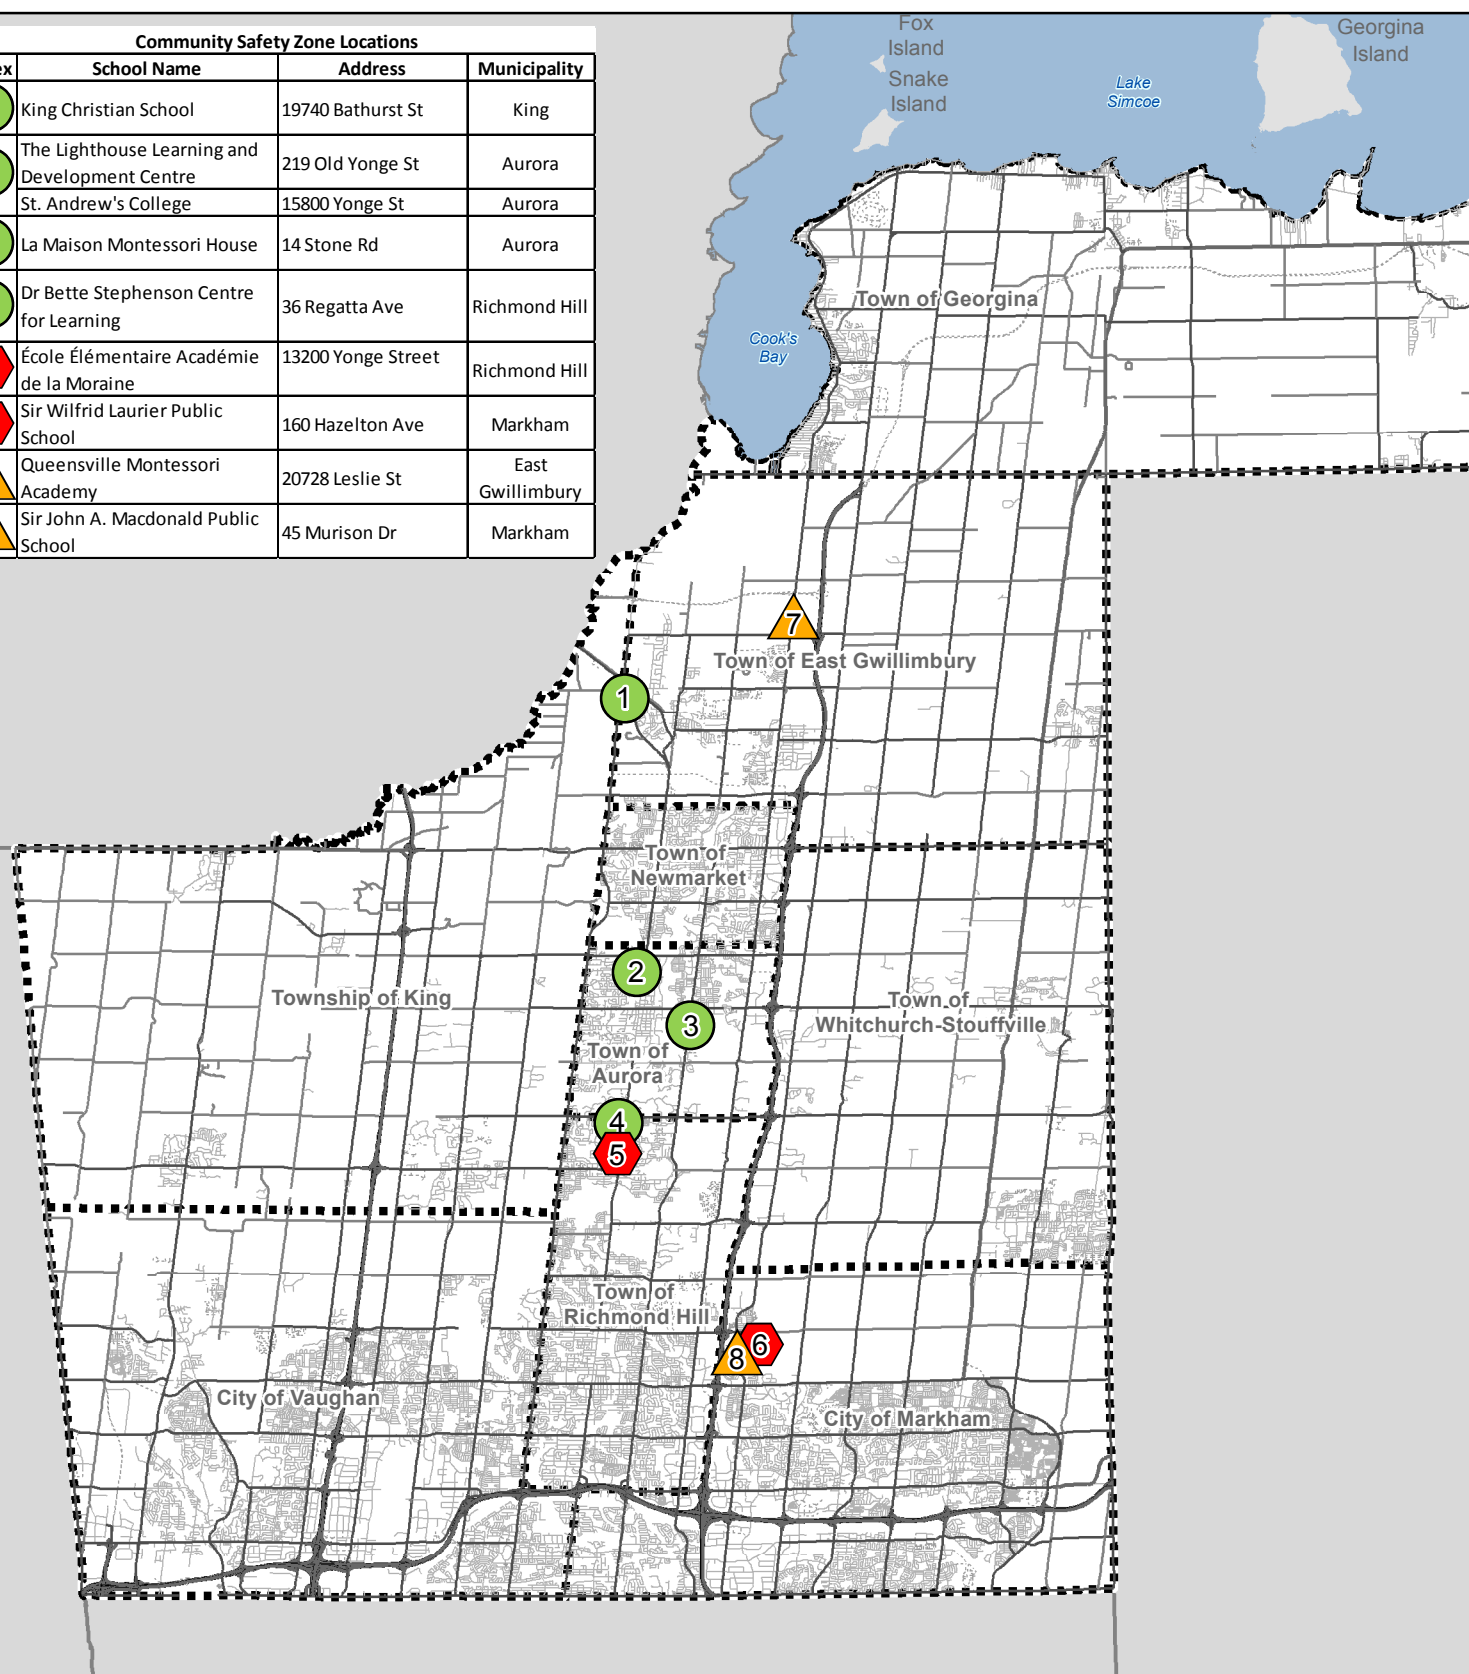 Community Safety Zone Locations
ex School Name Address Municipality
King Christian School 19740 Bathurst St King
The Lighthouse Learning and
Development Centre 219 Old Yonge St Aurora
St. Andrew's College 15800 Yonge St Aurora
La Maison Montessori House 14 Stone Rd Aurora
Dr Bette Stephenson Centre
for Learning 36 Regatta Ave Richmond Hill
École Élémentaire Académie
de la Moraine 13200 Yonge Street Richmond Hill
Sir Wilfrid Laurier Public
School 160 Hazelton Ave Markham
Queensville Montessori
Academy 20728 Leslie St East
Gwillimbury
Sir John A. Macdonald Public
School 45 Murison Dr Markham
Fox
Island
Snake
Island
Lake
Simcoe
Georgina
Island
Town of Georgina
Cook's
Bay
7
Town of East Gwillimbury
1
Town of
Newmarket
2
Township of King
Town of
Whitchurch-Stouffville
3
Town of
Aurora
4
5
Town of
Richmond Hill
6
8
City of Vaughan
City of Markham